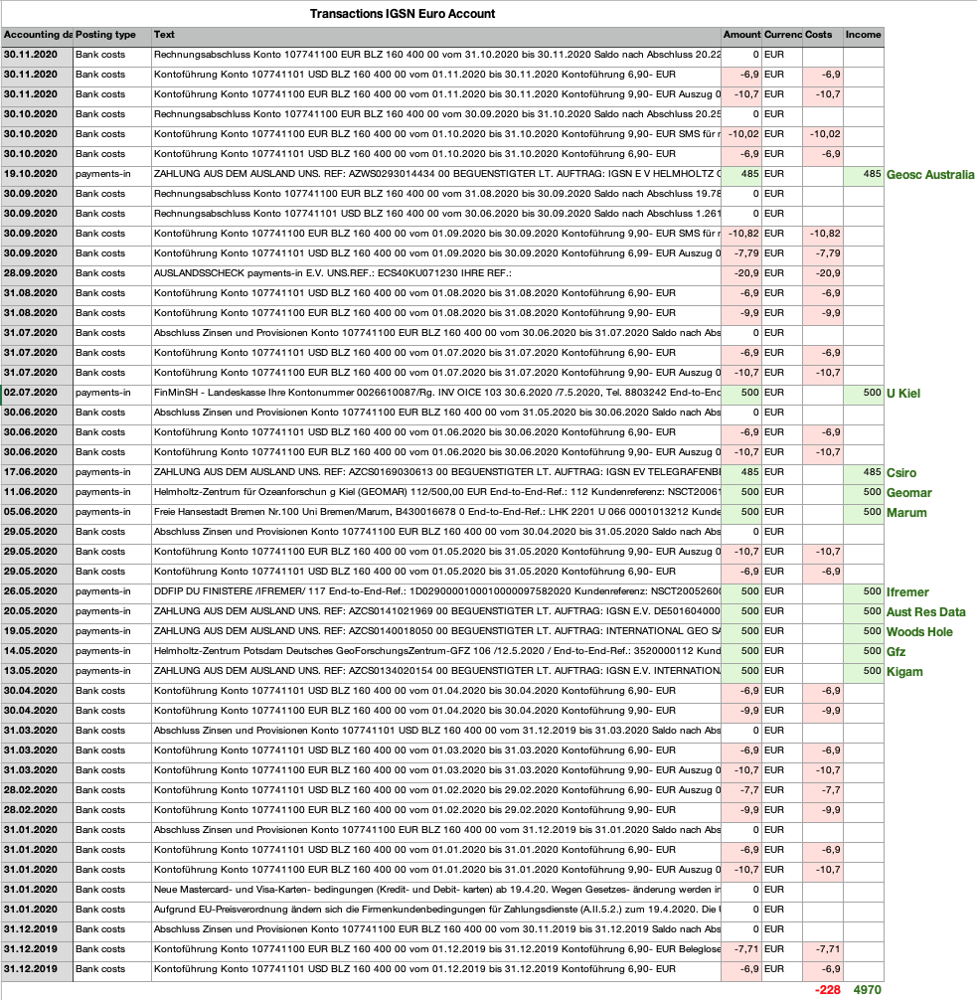 Transactions IGSN Euro Account
Accounting da Posting type Text Amount Currenc Costs Income
30.11.2020 Bank costs Rechnungsabschluss Konto 107741100 EUR BLZ 160 400 00 vom 31.10.2020 bis 30.11.2020 Saldo nach Abschluss 20.22 0 EUR
30.11.2020 Bank costs Kontoführung Konto 107741101 USD BLZ 160 400 00 vom 01.11.2020 bis 30.11.2020 Kontoführung 6,90- EUR -6,9 EUR -6,9
30.11.2020 Bank costs Kontoführung Konto 107741100 EUR BLZ 160 400 00 vom 01.11.2020 bis 30.11.2020 Kontoführung 9,90- EUR Auszug 0 -10,7 EUR -10,7
30.10.2020 Bank costs Rechnungsabschluss Konto 107741100 EUR BLZ 160 400 00 vom 30.09.2020 bis 31.10.2020 Saldo nach Abschluss 20.25 0 EUR
30.10.2020 Bank costs Kontoführung Konto 107741100 EUR BLZ 160 400 00 vom 01.10.2020 bis 31.10.2020 Kontoführung 9,90- EUR SMS für -10,02 EUR -10,02
30.10.2020 Bank costs Kontoführung Konto 107741101 USD BLZ 160 400 00 vom 01.10.2020 bis 31.10.2020 Kontoführung 6,90- EUR -6,9 EUR -6,9
19.10.2020 payments-in ZAHLUNG AUS DEM AUSLAND UNS. REF: AZWS0293014434 00 BEGUENSTIGTER LT. AUFTRAG: IGSN E V HELMHOLTZ 485 EUR 485 Geosc Australia
30.09.2020 Bank costs Rechnungsabschluss Konto 107741100 EUR BLZ 160 400 00 vom 31.08.2020 bis 30.09.2020 Saldo nach Abschluss 19.78 0 EUR
30.09.2020 Bank costs Rechnungsabschluss Konto 107741101 USD BLZ 160 400 00 vom 30.06.2020 bis 30.09.2020 Saldo nach Abschluss 1.261 0 EUR
30.09.2020 Bank costs Kontoführung Konto 107741100 EUR BLZ 160 400 00 vom 01.09.2020 bis 30.09.2020 Kontoführung 9,90- EUR SMS für -10,82 EUR -10,82
30.09.2020 Bank costs Kontoführung Konto 107741101 USD BLZ 160 400 00 vom 01.09.2020 bis 30.09.2020 Kontoführung 6,99- EUR Auszug 0 -7,79 EUR -7,79
28.09.2020 Bank costs AUSLANDSSCHECK payments-in E.V. UNS.REF.: ECS40KU071230 IHRE REF.: -20,9 EUR -20,9
31.08.2020 Bank costs Kontoführung Konto 107741101 USD BLZ 160 400 00 vom 01.08.2020 bis 31.08.2020 Kontoführung 6,90- EUR -6,9 EUR -6,9
31.08.2020 Bank costs Kontoführung Konto 107741100 EUR BLZ 160 400 00 vom 01.08.2020 bis 31.08.2020 Kontoführung 9,90- EUR -9,9 EUR -9,9
31.07.2020 Bank costs Abschluss Zinsen und Provisionen Konto 107741100 EUR BLZ 160 400 00 vom 30.06.2020 bis 31.07.2020 Saldo nach Abs 0 EUR
31.07.2020 Bank costs Kontoführung Konto 107741101 USD BLZ 160 400 00 vom 01.07.2020 bis 31.07.2020 Kontoführung 6,90- EUR -6,9 EUR -6,9
31.07.2020 Bank costs Kontoführung Konto 107741100 EUR BLZ 160 400 00 vom 01.07.2020 bis 31.07.2020 Kontoführung 9,90- EUR Auszug 0 -10,7 EUR -10,7
02.07.2020 payments-in FinMinSH - Landeskasse Ihre Kontonummer 0026610087/Rg. INV OICE 103 30.6.2020 /7.5.2020, Tel. 8803242 End-to-End 500 EUR 500 U Kiel
30.06.2020 Bank costs Abschluss Zinsen und Provisionen Konto 107741100 EUR BLZ 160 400 00 vom 31.05.2020 bis 30.06.2020 Saldo nach Abs 0 EUR
30.06.2020 Bank costs Kontoführung Konto 107741101 USD BLZ 160 400 00 vom 01.06.2020 bis 30.06.2020 Kontoführung 6,90- EUR -6,9 EUR -6,9
30.06.2020 Bank costs Kontoführung Konto 107741100 EUR BLZ 160 400 00 vom 01.06.2020 bis 30.06.2020 Kontoführung 9,90- EUR Auszug 0 -10,7 EUR -10,7
17.06.2020 payments-in ZAHLUNG AUS DEM AUSLAND UNS. REF: AZCS0169030613 00 BEGUENSTIGTER LT. AUFTRAG: IGSN EV TELEGRAFENBE 485 EUR 485 Csiro
11.06.2020 payments-in Helmholtz-Zentrum für Ozeanforschun g Kiel (GEOMAR) 112/500,00 EUR End-to-End-Ref.: 112 Kundenreferenz: NSCT20061 500 EUR 500 Geomar
05.06.2020 payments-in Freie Hansestadt Bremen Nr.100 Uni Bremen/Marum, B430016678 0 End-to-End-Ref.: LHK 2201 U 066 0001013212 Kunde 500 EUR 500 Marum
29.05.2020 Bank costs Abschluss Zinsen und Provisionen Konto 107741100 EUR BLZ 160 400 00 vom 30.04.2020 bis 31.05.2020 Saldo nach Abs 0 EUR
29.05.2020 Bank costs Kontoführung Konto 107741100 EUR BLZ 160 400 00 vom 01.05.2020 bis 31.05.2020 Kontoführung 9,90- EUR Auszug 0 -10,7 EUR -10,7
29.05.2020 Bank costs Kontoführung Konto 107741101 USD BLZ 160 400 00 vom 01.05.2020 bis 31.05.2020 Kontoführung 6,90- EUR -6,9 EUR -6,9
26.05.2020 payments-in DDFIP DU FINISTERE /IFREMER/ 117 End-to-End-Ref.: 1D0290000100010000097582020 Kundenreferenz: NSCT2005260 500 EUR 500 Ifremer
20.05.2020 payments-in ZAHLUNG AUS DEM AUSLAND UNS. REF: AZCS0141021969 00 BEGUENSTIGTER LT. AUFTRAG: IGSN E.V. DE501604000 500 EUR 500 Aust Res Data
19.05.2020 payments-in ZAHLUNG AUS DEM AUSLAND UNS. REF: AZCS0140018050 00 BEGUENSTIGTER LT. AUFTRAG: INTERNATIONAL GEO SA 500 EUR 500 Woods Hole
14.05.2020 payments-in Helmholtz-Zentrum Potsdam Deutsches GeoForschungsZentrum-GFZ 106 /12.5.2020 / End-to-End-Ref.: 3520000112 Kund 500 EUR 500 Gfz
13.05.2020 payments-in ZAHLUNG AUS DEM AUSLAND UNS. REF: AZCS0134020154 00 BEGUENSTIGTER LT. AUFTRAG: IGSN E.V. INTERNATION 500 EUR 500 Kigam
30.04.2020 Bank costs Kontoführung Konto 107741101 USD BLZ 160 400 00 vom 01.04.2020 bis 30.04.2020 Kontoführung 6,90- EUR -6,9 EUR -6,9
30.04.2020 Bank costs Kontoführung Konto 107741100 EUR BLZ 160 400 00 vom 01.04.2020 bis 30.04.2020 Kontoführung 9,90- EUR -9,9 EUR -9,9
31.03.2020 Bank costs Abschluss Zinsen und Provisionen Konto 107741101 USD BLZ 160 400 00 vom 31.12.2019 bis 31.03.2020 Saldo nach Abs 0 EUR
31.03.2020 Bank costs Kontoführung Konto 107741101 USD BLZ 160 400 00 vom 01.03.2020 bis 31.03.2020 Kontoführung 6,90- EUR -6,9 EUR -6,9
31.03.2020 Bank costs Kontoführung Konto 107741100 EUR BLZ 160 400 00 vom 01.03.2020 bis 31.03.2020 Kontoführung 9,90- EUR Auszug 0 -10,7 EUR -10,7
28.02.2020 Bank costs Kontoführung Konto 107741101 USD BLZ 160 400 00 vom 01.02.2020 bis 29.02.2020 Kontoführung 6,90- EUR Auszug 0 -7,7 EUR -7,7
28.02.2020 Bank costs Kontoführung Konto 107741100 EUR BLZ 160 400 00 vom 01.02.2020 bis 29.02.2020 Kontoführung 9,90- EUR -9,9 EUR -9,9
31.01.2020 Bank costs Abschluss Zinsen und Provisionen Konto 107741100 EUR BLZ 160 400 00 vom 31.12.2019 bis 31.01.2020 Saldo nach Abs 0 EUR
31.01.2020 Bank costs Kontoführung Konto 107741101 USD BLZ 160 400 00 vom 01.01.2020 bis 31.01.2020 Kontoführung 6,90- EUR -6,9 EUR -6,9
31.01.2020 Bank costs Kontoführung Konto 107741100 EUR BLZ 160 400 00 vom 01.01.2020 bis 31.01.2020 Kontoführung 9,90- EUR Auszug 0 -10,7 EUR -10,7
31.01.2020 Bank costs Neue Mastercard- und Visa-Karten- bedingungen (Kredit- und Debit- karten) ab 19.4.20. Wegen Gesetzes- änderung werden in 0 EUR
31.01.2020 Bank costs Aufgrund EU-Preisverordnung ändern sich die Firmenkundenbedingungen für Zahlungsdienste (A.II.5.2.) zum 19.4.2020. Die 0 EUR
31.12.2019 Bank costs Abschluss Zinsen und Provisionen Konto 107741100 EUR BLZ 160 400 00 vom 30.11.2019 bis 31.12.2019 Saldo nach Abs 0 EUR
31.12.2019 Bank costs Kontoführung Konto 107741100 EUR BLZ 160 400 00 vom 01.12.2019 bis 31.12.2019 Kontoführung 6,90- EUR Beleglose -7,71 EUR -7,71
31.12.2019 Bank costs Kontoführung Konto 107741101 USD BLZ 160 400 00 vom 01.12.2019 bis 31.12.2019 Kontoführung 6,90- EUR -6,9 EUR -6,9
-228 4970